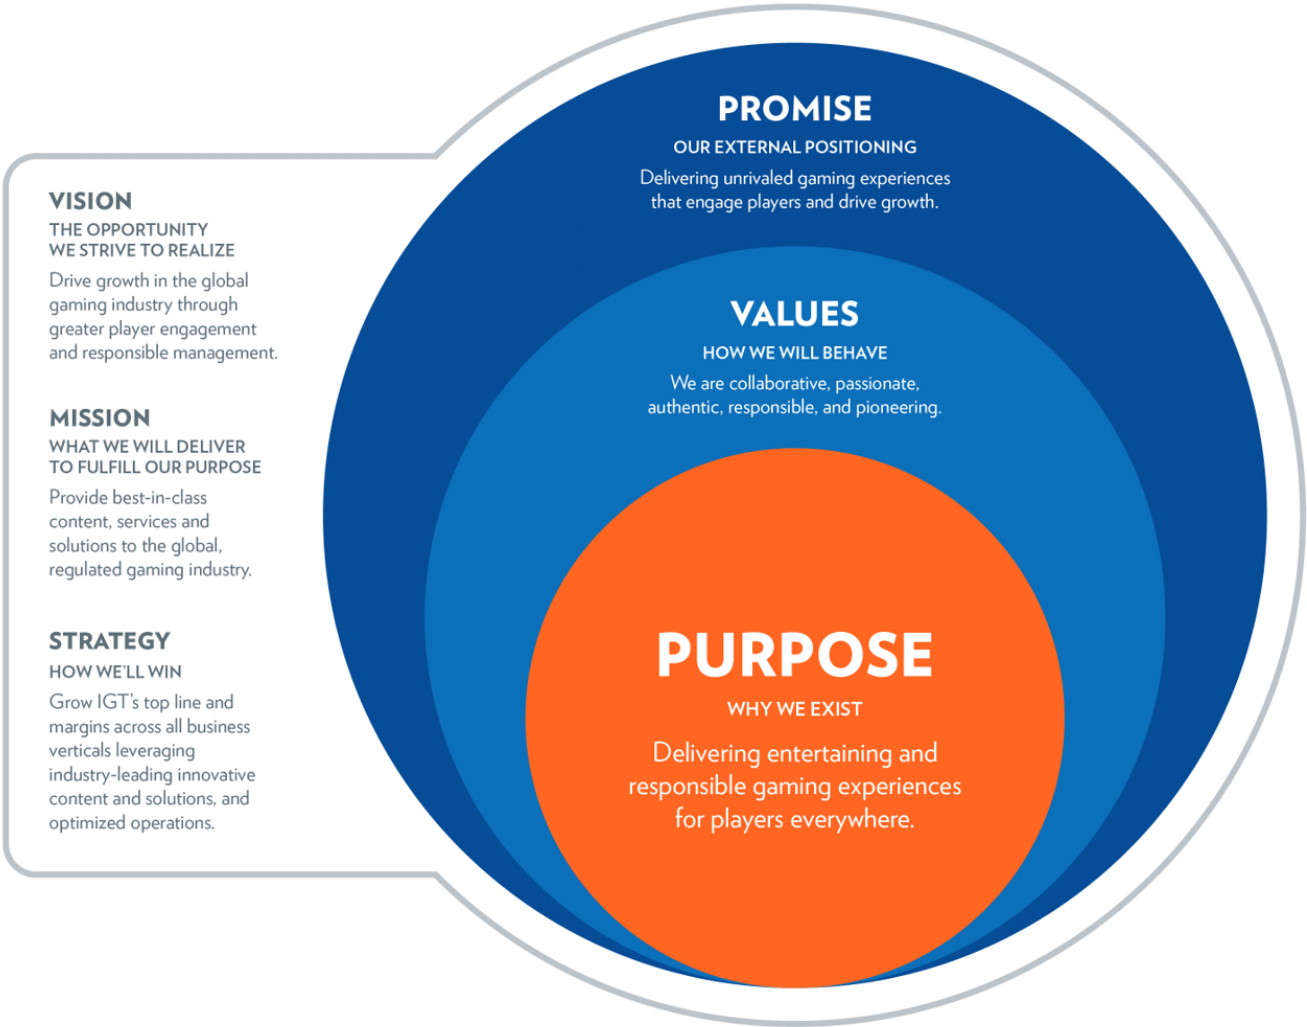 VISION
THE OPPORTUNITY
WE STRIVE TO REALIZE
Drive growth in the global
gaming industry through
greater player engagement
and responsible management.
MISSION
WHAT WE WILL DELIVER
TO FULFILL OUR PURPOSE
Provide best-in-class
content, services and
solutions to the global,
regulated gaming industry.
STRATEGY
HOW WE'LL WIN
Grow IGT's top line and
margins across all business
verticals leveraging
industry-leading innovative
content and solutions, and
optimized operations.
PROMISE
OUR EXTERNAL POSITIONING
Delivering unrivaled gaming experiences
that engage players and drive growth.
VALUES
HOW WE WILL BEHAVE
We are collaborative, passionate,
authentic, responsible, and pioneering.
PURPOSE
WHY WE EXIST
Delivering entertaining and
responsible gaming experiences
for players everywhere.